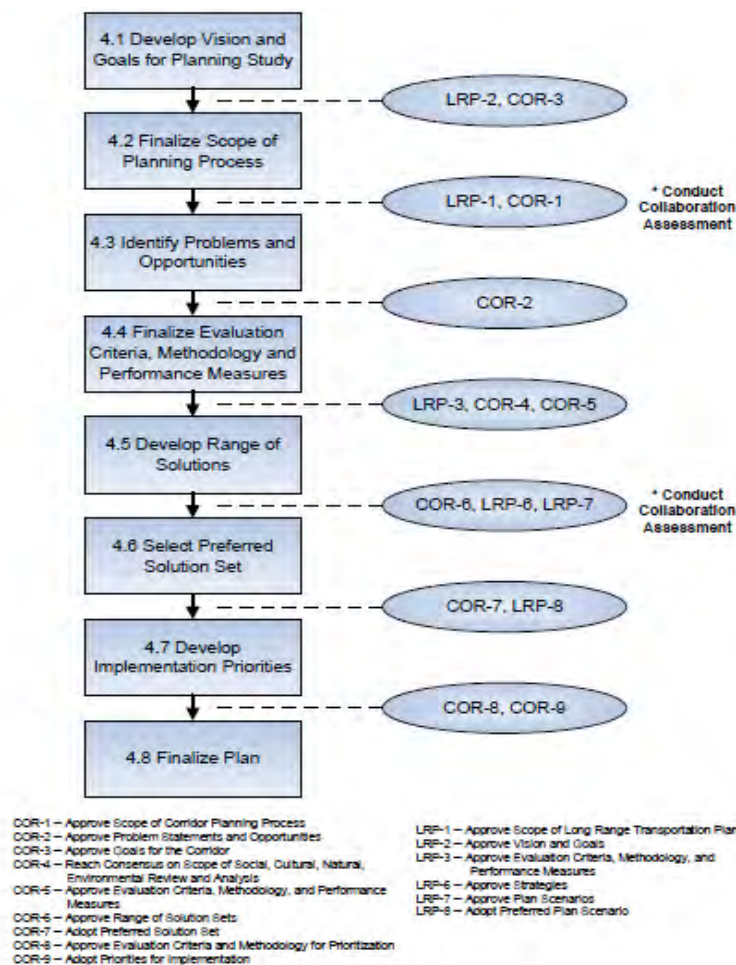 4.1 Develop Vision and
Goals for Planning Study
LRP-2, COR-3
4.2 Finalize Scope of
Planning Process
LRP-1, COR-1
* Conduct
Collaboration
Assessment
4.3 Identify Problems and
Opportunities
COR-2
4.4 Finalize Evaluation
Criteria, Methodology and
Performance Measures
LRP-3, COR-4, COR-5
4.5 Develop Range of
Solutions
COR-6, LRP-6, LRP-7
* Conduct
Collaboration
Assessment
4.6 Select Preferred
Solution Set
COR-7, LRP-8
4.7 Develop
Implementation Priorities
COR-8, COR-9
4.8 Finalize Plan
COR-1 – Approve Scope of Corridor Planning Process
COR-2 – Approve Problem Statements and Opportunities
COR-3 – Approve Goals for the Corridor
COR-4 – Reach Consensus on Scope of Social, Cultural, Natural,
Environmental Review and Analysis
COR-5 – Approve Evaluation Criteria, Methodology, and Performance
Measures
COR-6 – Approve Range of Solution Sets
COR-7 – Adopt Preferred Solution Set
COR-8 – Approve Evaluation Criteria and Methodology for Prioritization
COR-9 – Adopt Priorities for Implementation
LRP-1 – Approve Scope of Long Range Transportation Plan
LRP-2 – Approve Vision and Goals
LRP-3 – Approve Evaluation Criteria, Methodology, and
Performance Measures
LRP-6 – Approve Strategies
LRP-7 – Approve Plan Scenarios
LRP-8 – Adopt Preferred Plan Scenario